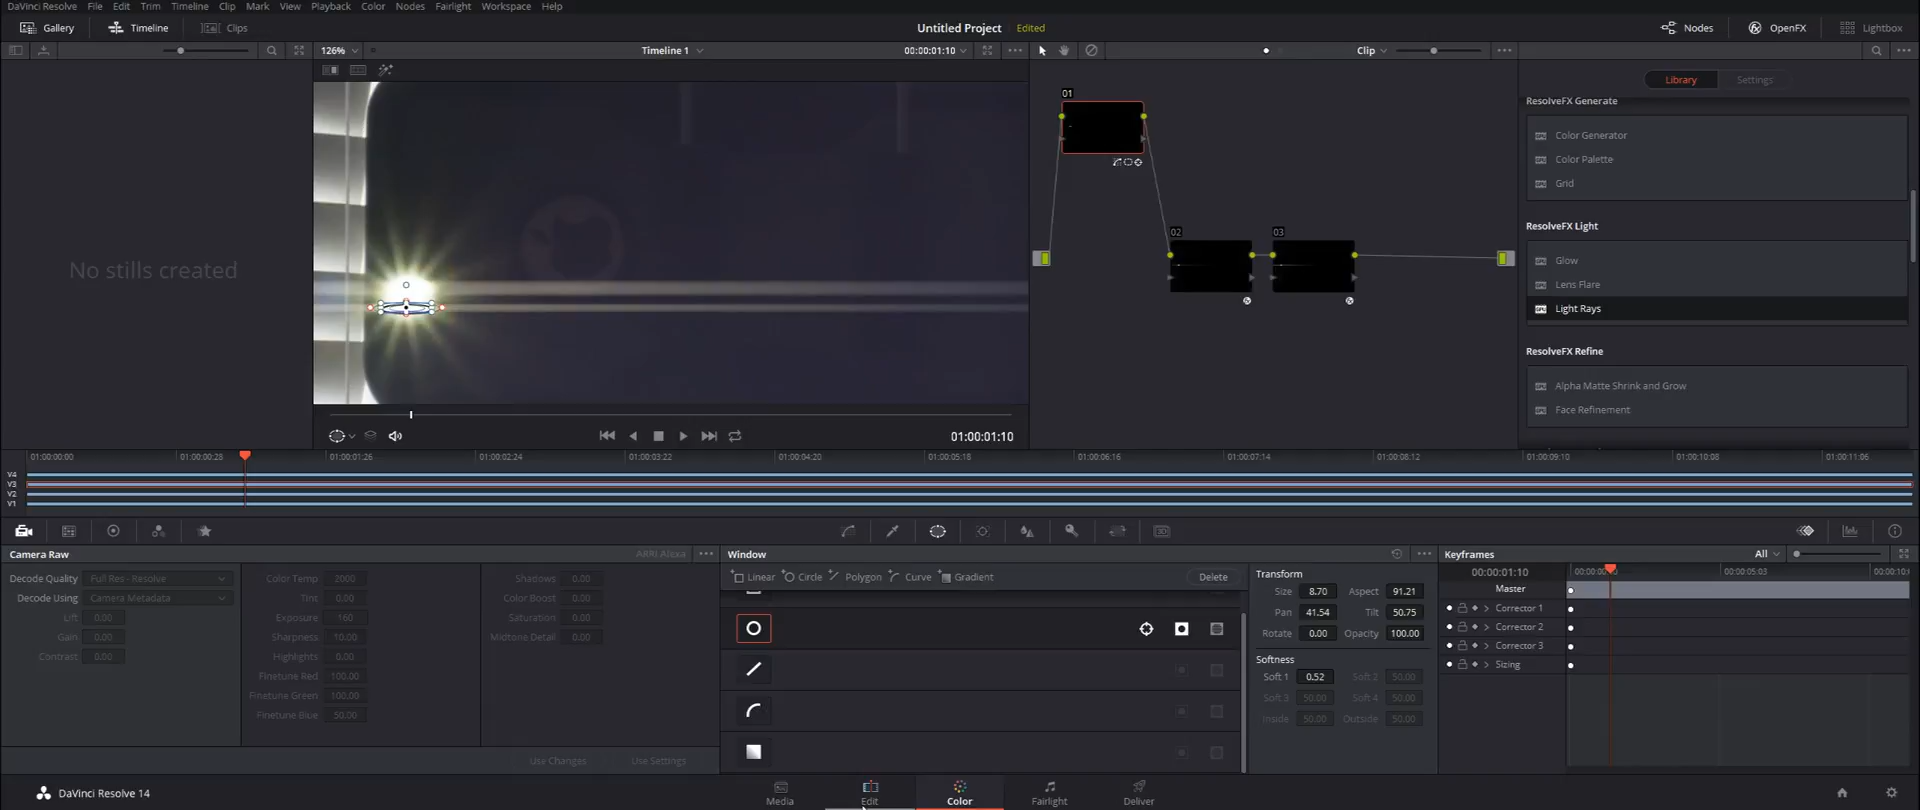 DaVinci Resolve File Edit Trim Timeline Clip Mark View Playback Color Nodes Fairlight Workspace Help
Gallery Timeline Clips Untitled Project Edited Nodes OpenFX Lightbox
126% Timeline 1 00:00:01:10 Clip
Library Settings
No stills created
01
02 03
ResolveFX Generate
Color Generator
Color Palette
Grid
ResolveFX Light
Glow
Lens Flare
Light Rays
ResolveFX Refine
Alpha Matte Shrink and Grow
Face Refinement
01:00:01:10
01:00:00:00 01:00:00:28 01:00:01:26 01:00:02:24 01:00:03:22 01:00:04:20 01:00:05:18 01:00:06:16 01:00:07:14 01:00:08:12 01:00:09:10 01:00:10:08 01:00:11:06
V4
V3
V2
V1
Camera Raw ARRI Alexa
Decode Quality Full Res - Resolve
Decode Using Camera Metadata
Lift 0.00
Gain 0.00
Contrast 0.00
Color Temp 2000
Tint 0.00
Exposure 160
Sharpness 10.00
Highlights 0.00
Finetune Red 100.00
Finetune Green 100.00
Finetune Blue 50.00
Shadows 0.00
Color Boost 0.00
Saturation 0.00
Midtone Detail 0.00
Use Changes Use Settings
Window
Linear Circle Polygon Curve Gradient Delete
Transform
Size 8.70 Aspect 91.21
Pan 41.54 Tilt 50.75
Rotate 0.00 Opacity 100.00
Softness
Soft 1 0.52 Soft 2 50.00
Soft 3 50.00 Soft 4 50.00
Inside 50.00 Outside 50.00
Keyframes All
00:00:01:10 00:00:05:03
Master
Corrector 1
Corrector 2
Corrector 3
Sizing
DaVinci Resolve 14 Media Edit Color Fairlight Deliver